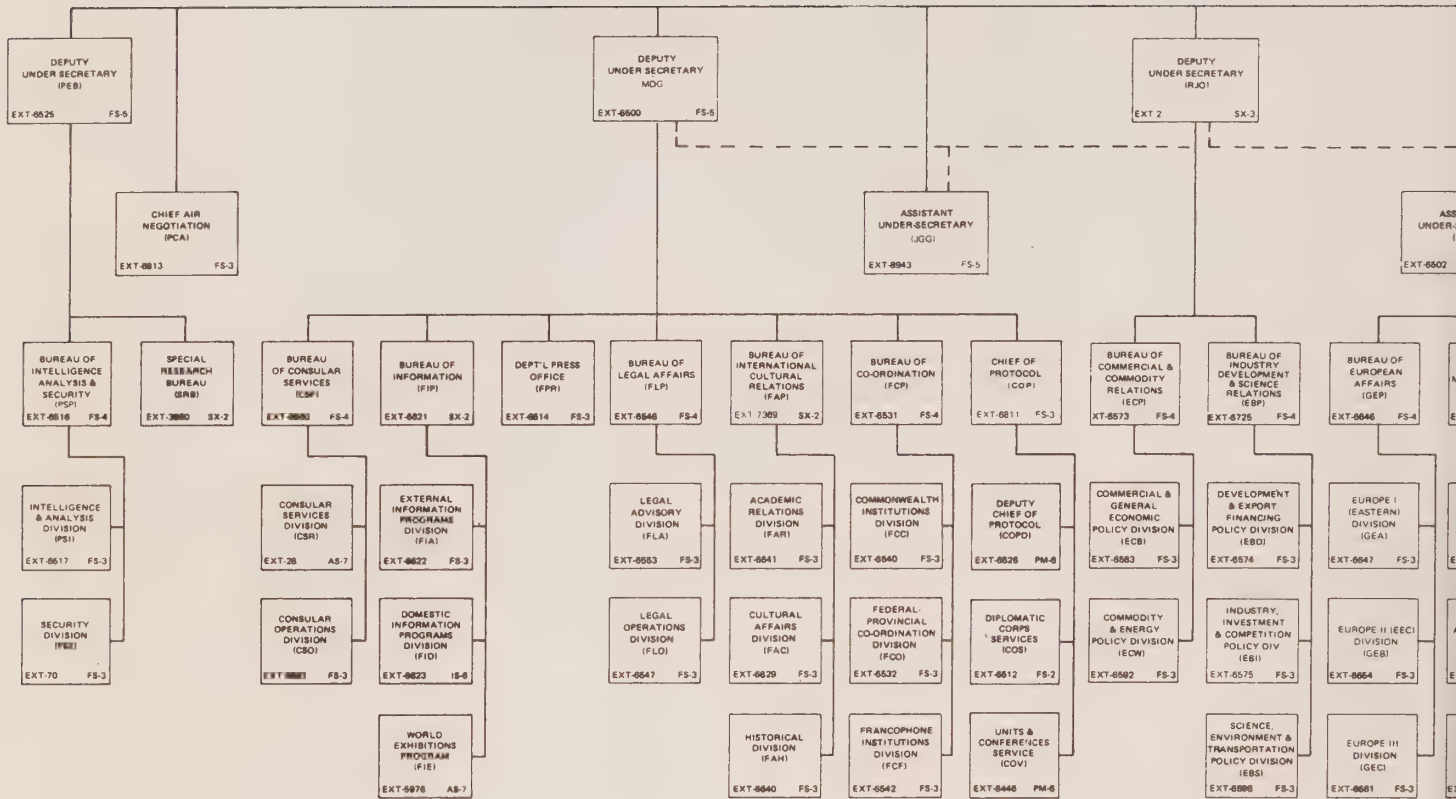 DEPUTY
UNDER SECRETARY
(PEB)
EXT-6525 FS-5
DEPUTY
UNDER SECRETARY
MDG
EXT-6500 FS-5
DEPUTY
UNDER SECRETARY
(RJO)
EXT 2 SX-3
CHIEF AIR
NEGOTIATION
(PCA)
EXT-6813 FS-3
ASSISTANT
UNDER-SECRETARY
(JGG)
EXT-8943 FS-5
ASS
UNDER-S
(
EXT-6502
BUREAU OF
INTELLIGENCE
ANALYSIS &
SECURITY
(PSP)
EXT-6516 FS-4
SPECIAL
RESEARCH
BUREAU
(SRB)
SX-2
BUREAU
OF CONSULAR
SERVICES
FS-4
BUREAU OF
INFORMATION
(FIP)
EXT-6821 SX-2
DEPT'L PRESS
OFFICE
(FPR)
EXT-6614 FS-3
BUREAU OF
LEGAL AFFAIRS
(FLP)
EXT-6546 FS-4
BUREAU OF
INTERNATIONAL
CULTURAL
RELATIONS
(FAP)
EXT 7369 SX-2
BUREAU OF
CO-ORDINATION
(FCP)
EXT-6531 FS-4
CHIEF OF
PROTOCOL
(COP)
EXT-6811 FS-3
BUREAU OF
COMMERCIAL &
COMMODITY
RELATIONS
(ECP)
XT-6573 FS-4
BUREAU OF
INDUSTRY
DEVELOPMENT
& SCIENCE
RELATIONS
(EBP)
EXT-6725 FS-4
BUREAU OF
EUROPEAN
AFFAIRS
(GEP)
EXT-6646 FS-4
INTELLIGENCE
& ANALYSIS
DIVISION
(PSI)
EXT-6517 FS-3
CONSULAR
SERVICES
DIVISION
(CSR)
EXT-28 AS-7
EXTERNAL
INFORMATION
PROGRAMS
DIVISION
(FIA)
EXT-6622 FS-3
LEGAL
ADVISORY
DIVISION
(FLA)
EXT-6553 FS-3
ACADEMIC
RELATIONS
DIVISION
(FAR)
EXT-6641 FS-3
COMMONWEALTH
INSTITUTIONS
DIVISION
(FCC)
EXT-6540 FS-3
DEPUTY
CHIEF OF
PROTOCOL
(COPD)
EXT-6526 PM-6
COMMERCIAL &
GENERAL
ECONOMIC
POLICY DIVISION
(ECB)
EXT-6583 FS-3
DEVELOPMENT
& EXPORT
FINANCING
POLICY DIVISION
(EBD)
EXT-6574 FS-3
EUROPE I
(EASTERN)
DIVISION
(GEA)
EXT-6647 FS-3
SECURITY
DIVISION
EXT-70 FS-3
CONSULAR
OPERATIONS
DIVISION
(CSO)
FS-3
DOMESTIC
INFORMATION
PROGRAMS
DIVISION
(FID)
EXT-6623 IS-6
LEGAL
OPERATIONS
DIVISION
(FLO)
EXT-6547 FS-3
CULTURAL
AFFAIRS
DIVISION
(FAC)
EXT-6629 FS-3
FEDERAL-
PROVINCIAL
CO-ORDINATION
DIVISION
(FCO)
EXT-6532 FS-3
DIPLOMATIC
CORPS
SERVICES
(COS)
EXT-6512 FS-2
COMMODITY
& ENERGY
POLICY DIVISION
(ECW)
EXT-6592 FS-3
INDUSTRY,
INVESTMENT
& COMPETITION
POLICY DIV
(EBI)
EXT-6575 FS-3
EUROPE II (EEC)
DIVISION
(GEB)
EXT-6654 FS-3
WORLD
EXHIBITIONS
PROGRAM
(FIE)
EXT-5976 AS-7
HISTORICAL
DIVISION
(FAH)
EXT-6640 FS-3
FRANCOPHONE
INSTITUTIONS
DIVISION
(FCF)
EXT-6542 FS-3
UNITS &
CONFERENCES
SERVICE
(COV)
EXT-6446 PM-6
SCIENCE,
ENVIRONMENT &
TRANSPORTATION
POLICY DIVISION
(EBS)
FS-3
EUROPE III
DIVISION
(GEC)
EXT-6661 FS-3